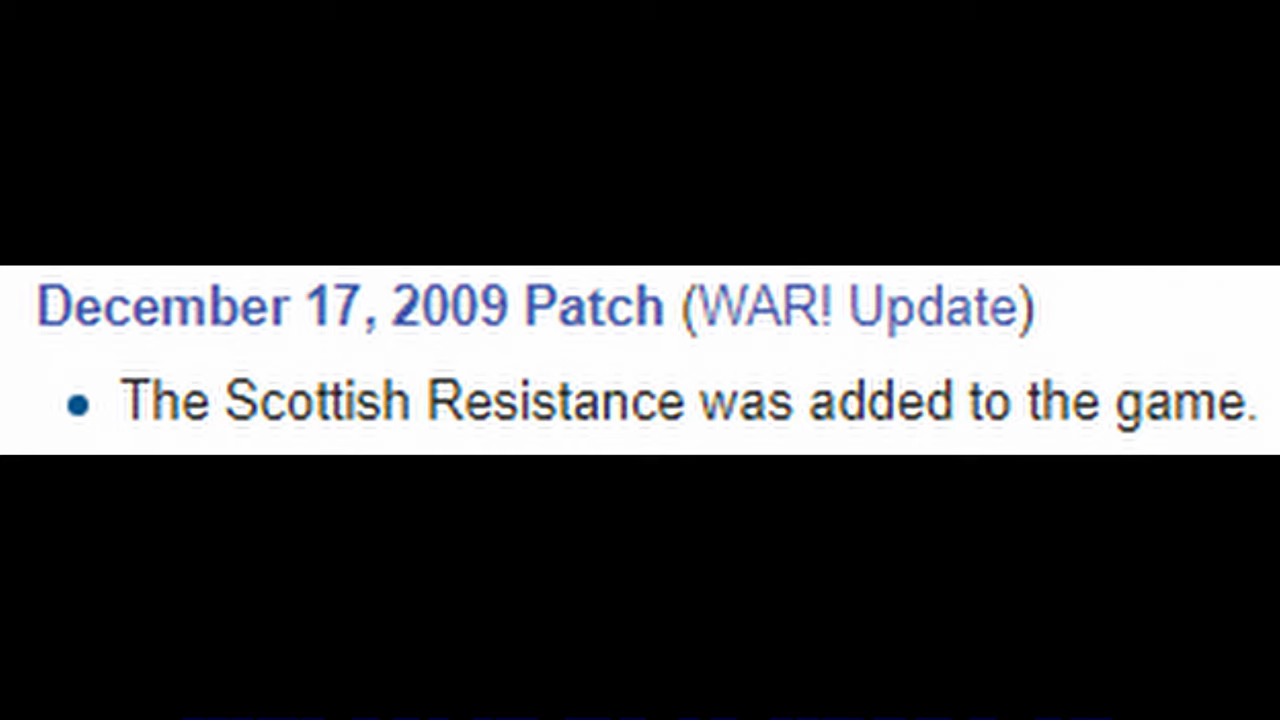 December 17, 2009 Patch (WAR! Update)
• The Scottish Resistance was added to the game.